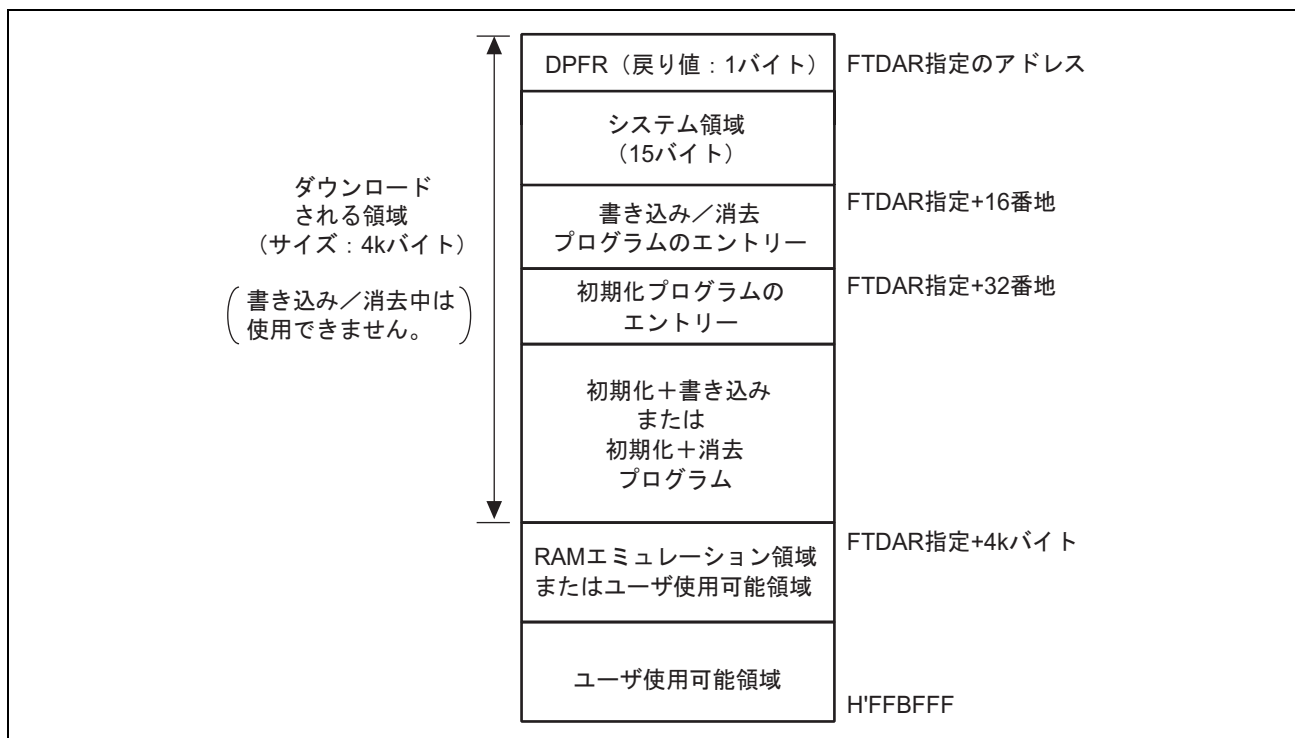 DPFR（戻り値：1バイト）
FTDAR指定のアドレス
システム領域
（15バイト）
ダウンロード
される領域
（サイズ：4kバイト）
書き込み／消去中は
使用できません。
書き込み／消去
プログラムのエントリー
FTDAR指定+16番地
初期化プログラムの
エントリー
FTDAR指定+32番地
初期化＋書き込み
または
初期化＋消去
プログラム
RAMエミュレーション領域
またはユーザ使用可能領域
FTDAR指定+4kバイト
ユーザ使用可能領域
H'FFBFFF